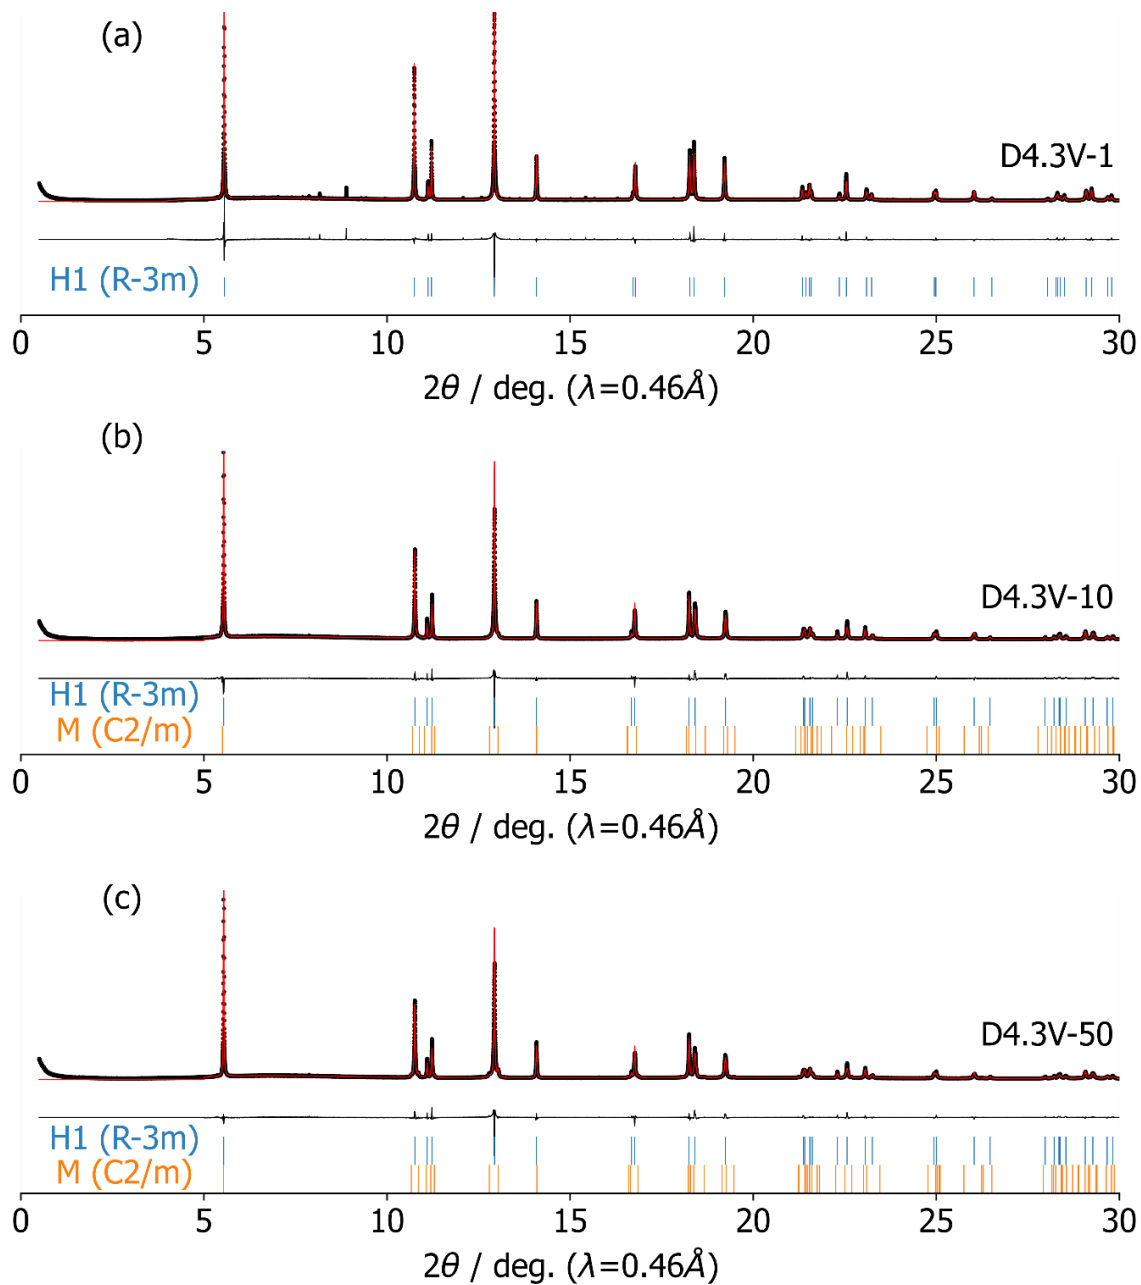 (a)
D4.3V-1
H1 (R-3m)
0 5 10 15 20 25 30
2θ / deg. (λ=0.46Å)
(b)
D4.3V-10
H1 (R-3m)
M (C2/m)
0 5 10 15 20 25 30
2θ / deg. (λ=0.46Å)
(c)
D4.3V-50
H1 (R-3m)
M (C2/m)
0 5 10 15 20 25 30
2θ / deg. (λ=0.46Å)